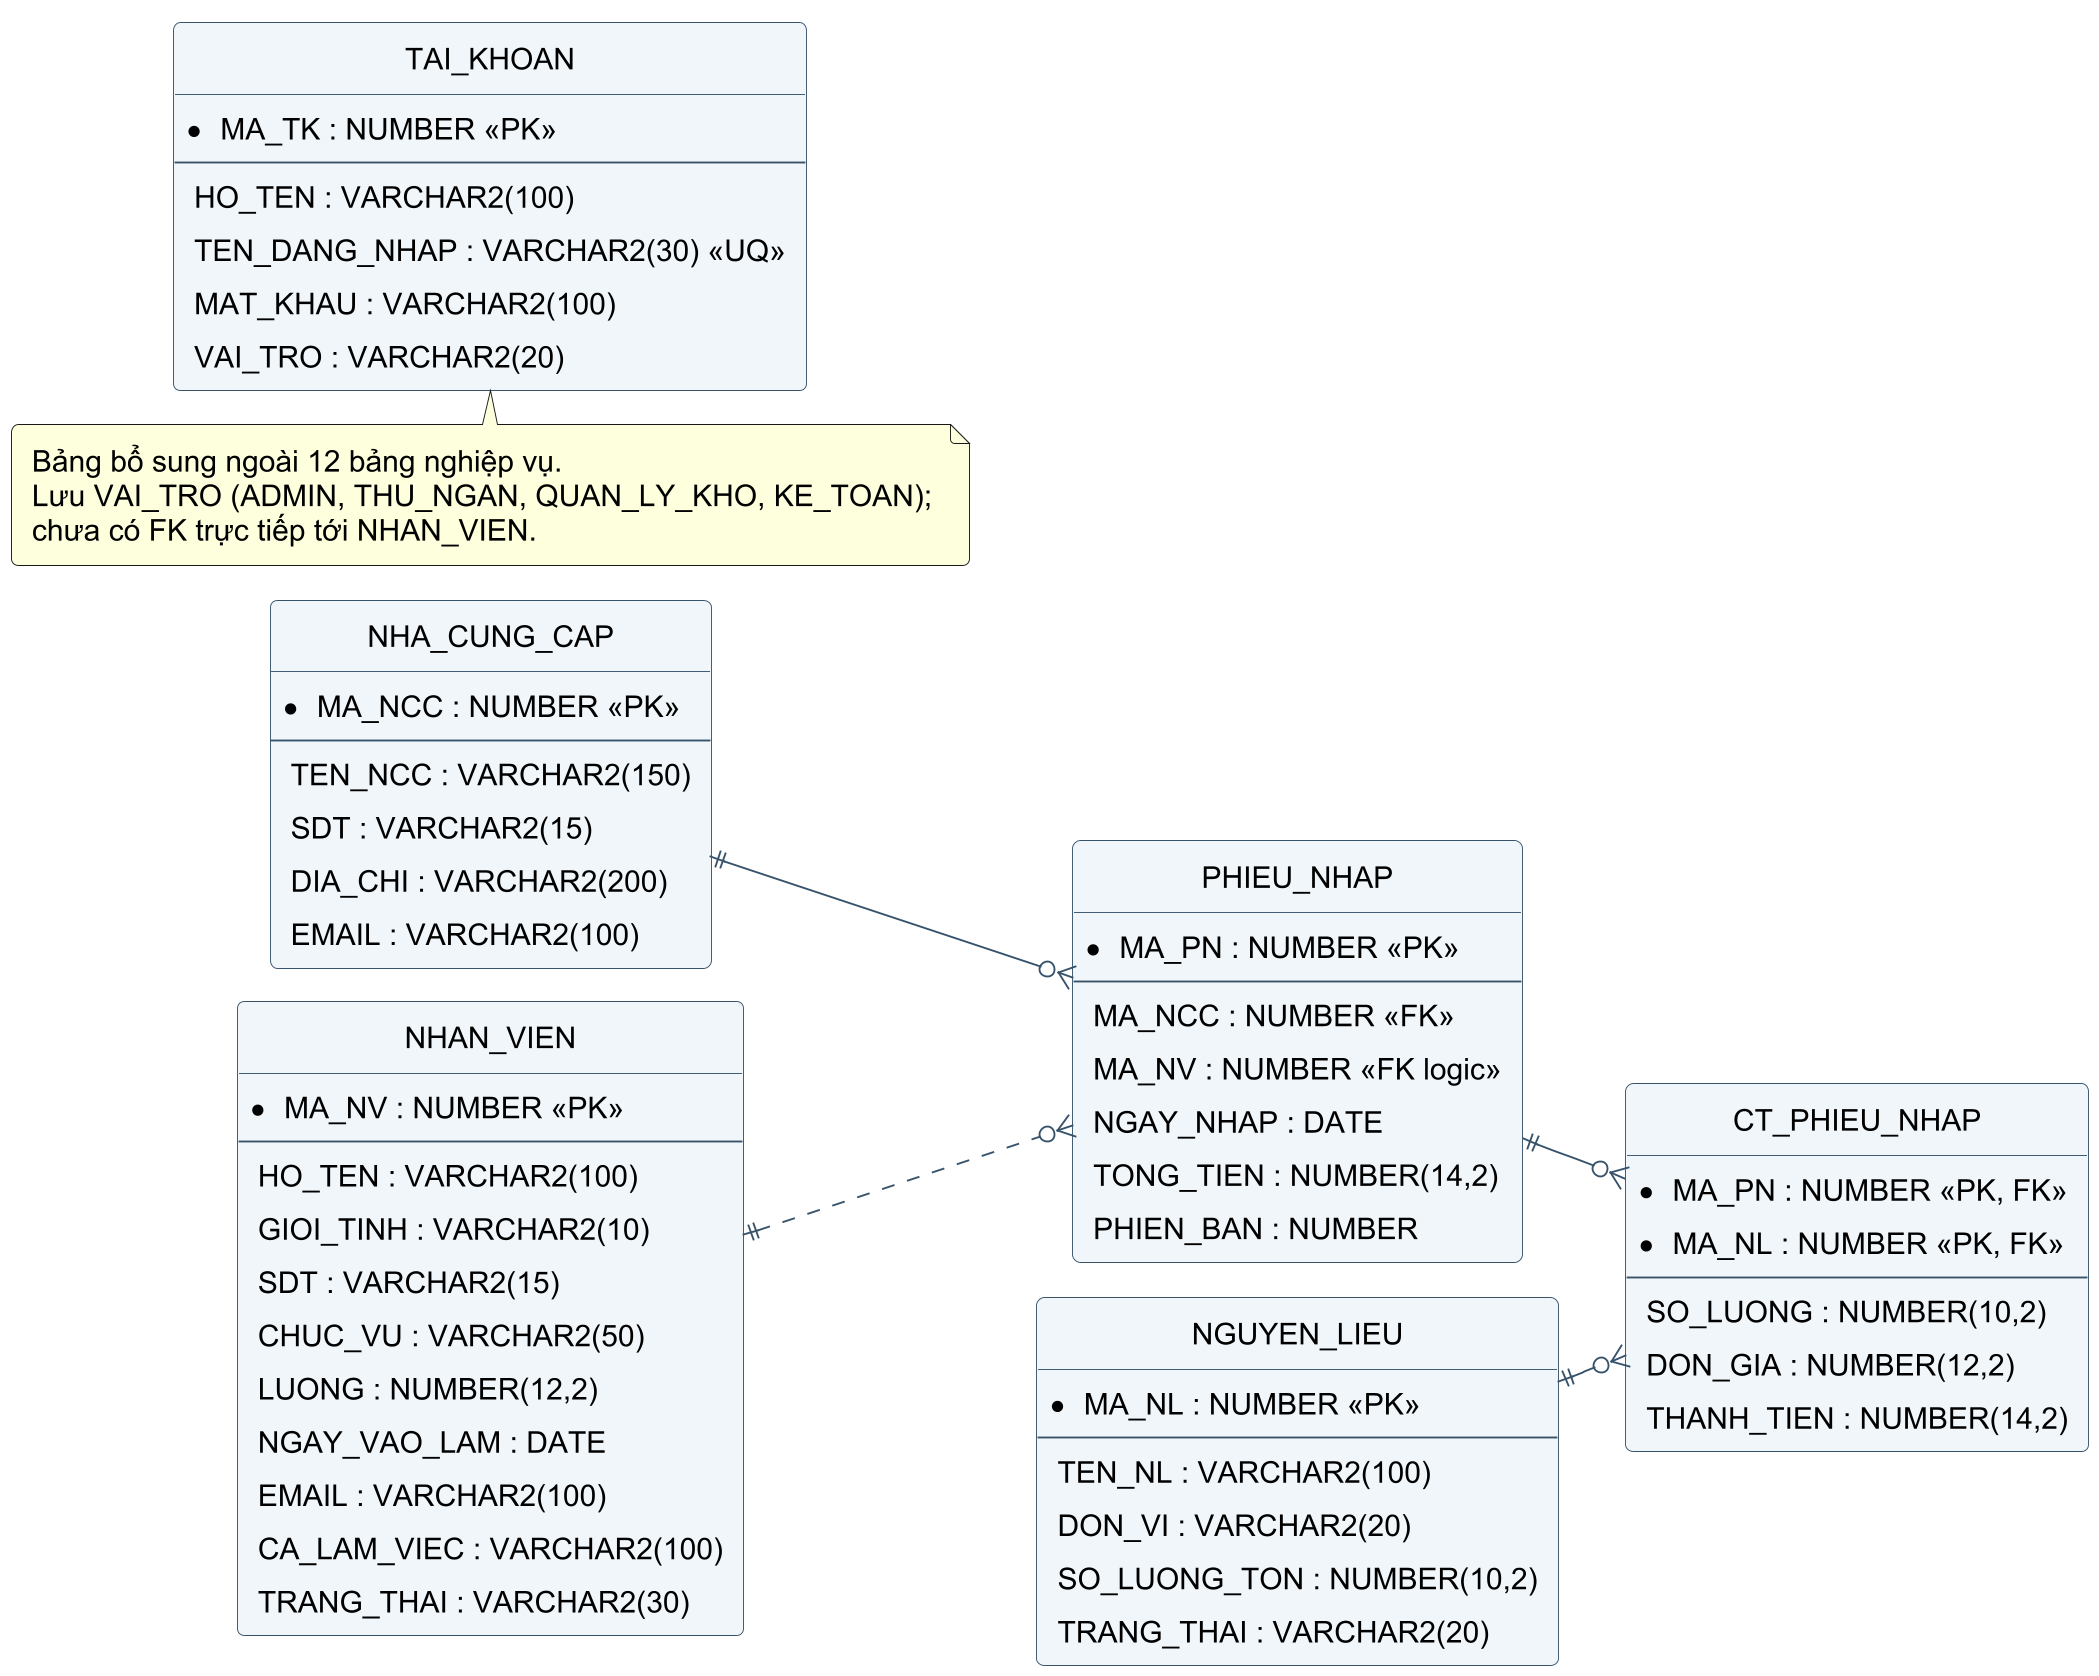 TAI_KHOAN
MA_TK : NUMBER «PK»
HO_TEN : VARCHAR2(100)
TEN_DANG_NHAP : VARCHAR2(30) «UQ»
MAT_KHAU : VARCHAR2(100)
VAI_TRO : VARCHAR2(20)
Bảng bổ sung ngoài 12 bảng nghiệp vụ.
Lưu VAI_TRO (ADMIN, THU_NGAN, QUAN_LY_KHO, KE_TOAN);
chưa có FK trực tiếp tới NHAN_VIEN.
NHA_CUNG_CAP
MA_NCC : NUMBER «PK»
TEN_NCC : VARCHAR2(150)
SDT : VARCHAR2(15)
DIA_CHI : VARCHAR2(200)
EMAIL : VARCHAR2(100)
NHAN_VIEN
MA_NV : NUMBER «PK»
HO_TEN : VARCHAR2(100)
GIOI_TINH : VARCHAR2(10)
SDT : VARCHAR2(15)
CHUC_VU : VARCHAR2(50)
LUONG : NUMBER(12,2)
NGAY_VAO_LAM : DATE
EMAIL : VARCHAR2(100)
CA_LAM_VIEC : VARCHAR2(100)
TRANG_THAI : VARCHAR2(30)
PHIEU_NHAP
MA_PN : NUMBER «PK»
MA_NCC : NUMBER «FK»
MA_NV : NUMBER «FK logic»
NGAY_NHAP : DATE
TONG_TIEN : NUMBER(14,2)
PHIEN_BAN : NUMBER
NGUYEN_LIEU
MA_NL : NUMBER «PK»
TEN_NL : VARCHAR2(100)
DON_VI : VARCHAR2(20)
SO_LUONG_TON : NUMBER(10,2)
TRANG_THAI : VARCHAR2(20)
CT_PHIEU_NHAP
MA_PN : NUMBER «PK, FK»
MA_NL : NUMBER «PK, FK»
SO_LUONG : NUMBER(10,2)
DON_GIA : NUMBER(12,2)
THANH_TIEN : NUMBER(14,2)